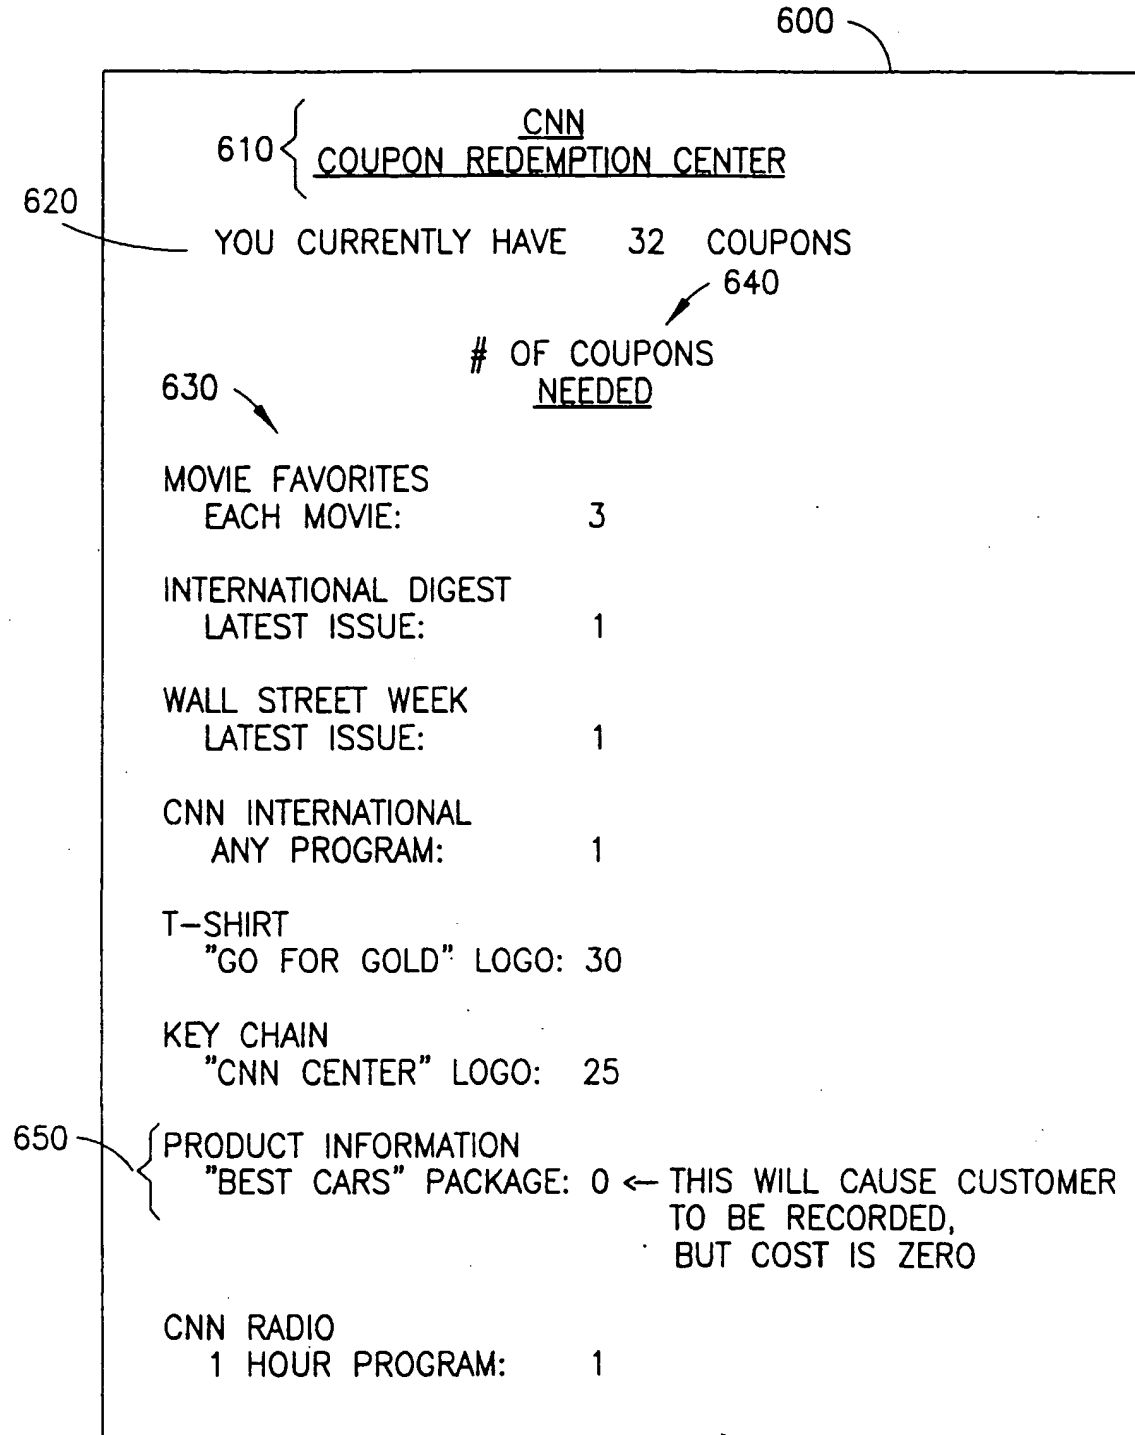 600
CNN
610
COUPON REDEMPTION CENTER
620
YOU CURRENTLY HAVE 32 COUPONS
640
# OF COUPONS
NEEDED
630
MOVIE FAVORITES
EACH MOVIE: 3
INTERNATIONAL DIGEST
LATEST ISSUE: 1
WALL STREET WEEK
LATEST ISSUE: 1
CNN INTERNATIONAL
ANY PROGRAM: 1
T-SHIRT
"GO FOR GOLD" LOGO: 30
KEY CHAIN
"CNN CENTER" LOGO: 25
650
PRODUCT INFORMATION
"BEST CARS" PACKAGE: 0 ← THIS WILL CAUSE CUSTOMER
TO BE RECORDED,
BUT COST IS ZERO
CNN RADIO
1 HOUR PROGRAM: 1